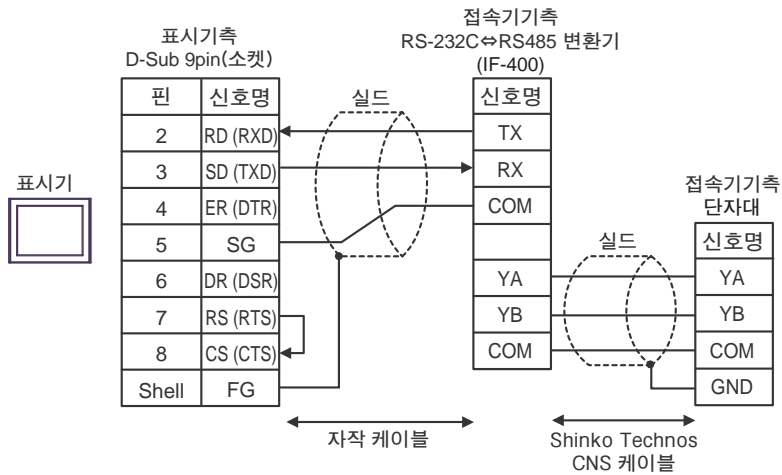 표시기측
D-Sub 9pin(소켓)
접속기기측
RS-232C⇔RS485 변환기
(IF-400)
핀 신호명
2 RD (RXD)
3 SD (TXD)
4 ER (DTR)
5 SG
6 DR (DSR)
7 RS (RTS)
8 CS (CTS)
Shell FG
표시기
실드
신호명
TX
RX
COM
YA
YB
COM
실드
접속기기측
단자대
신호명
YA
YB
COM
GND
자작 케이블
Shinko Technos
CNS 케이블